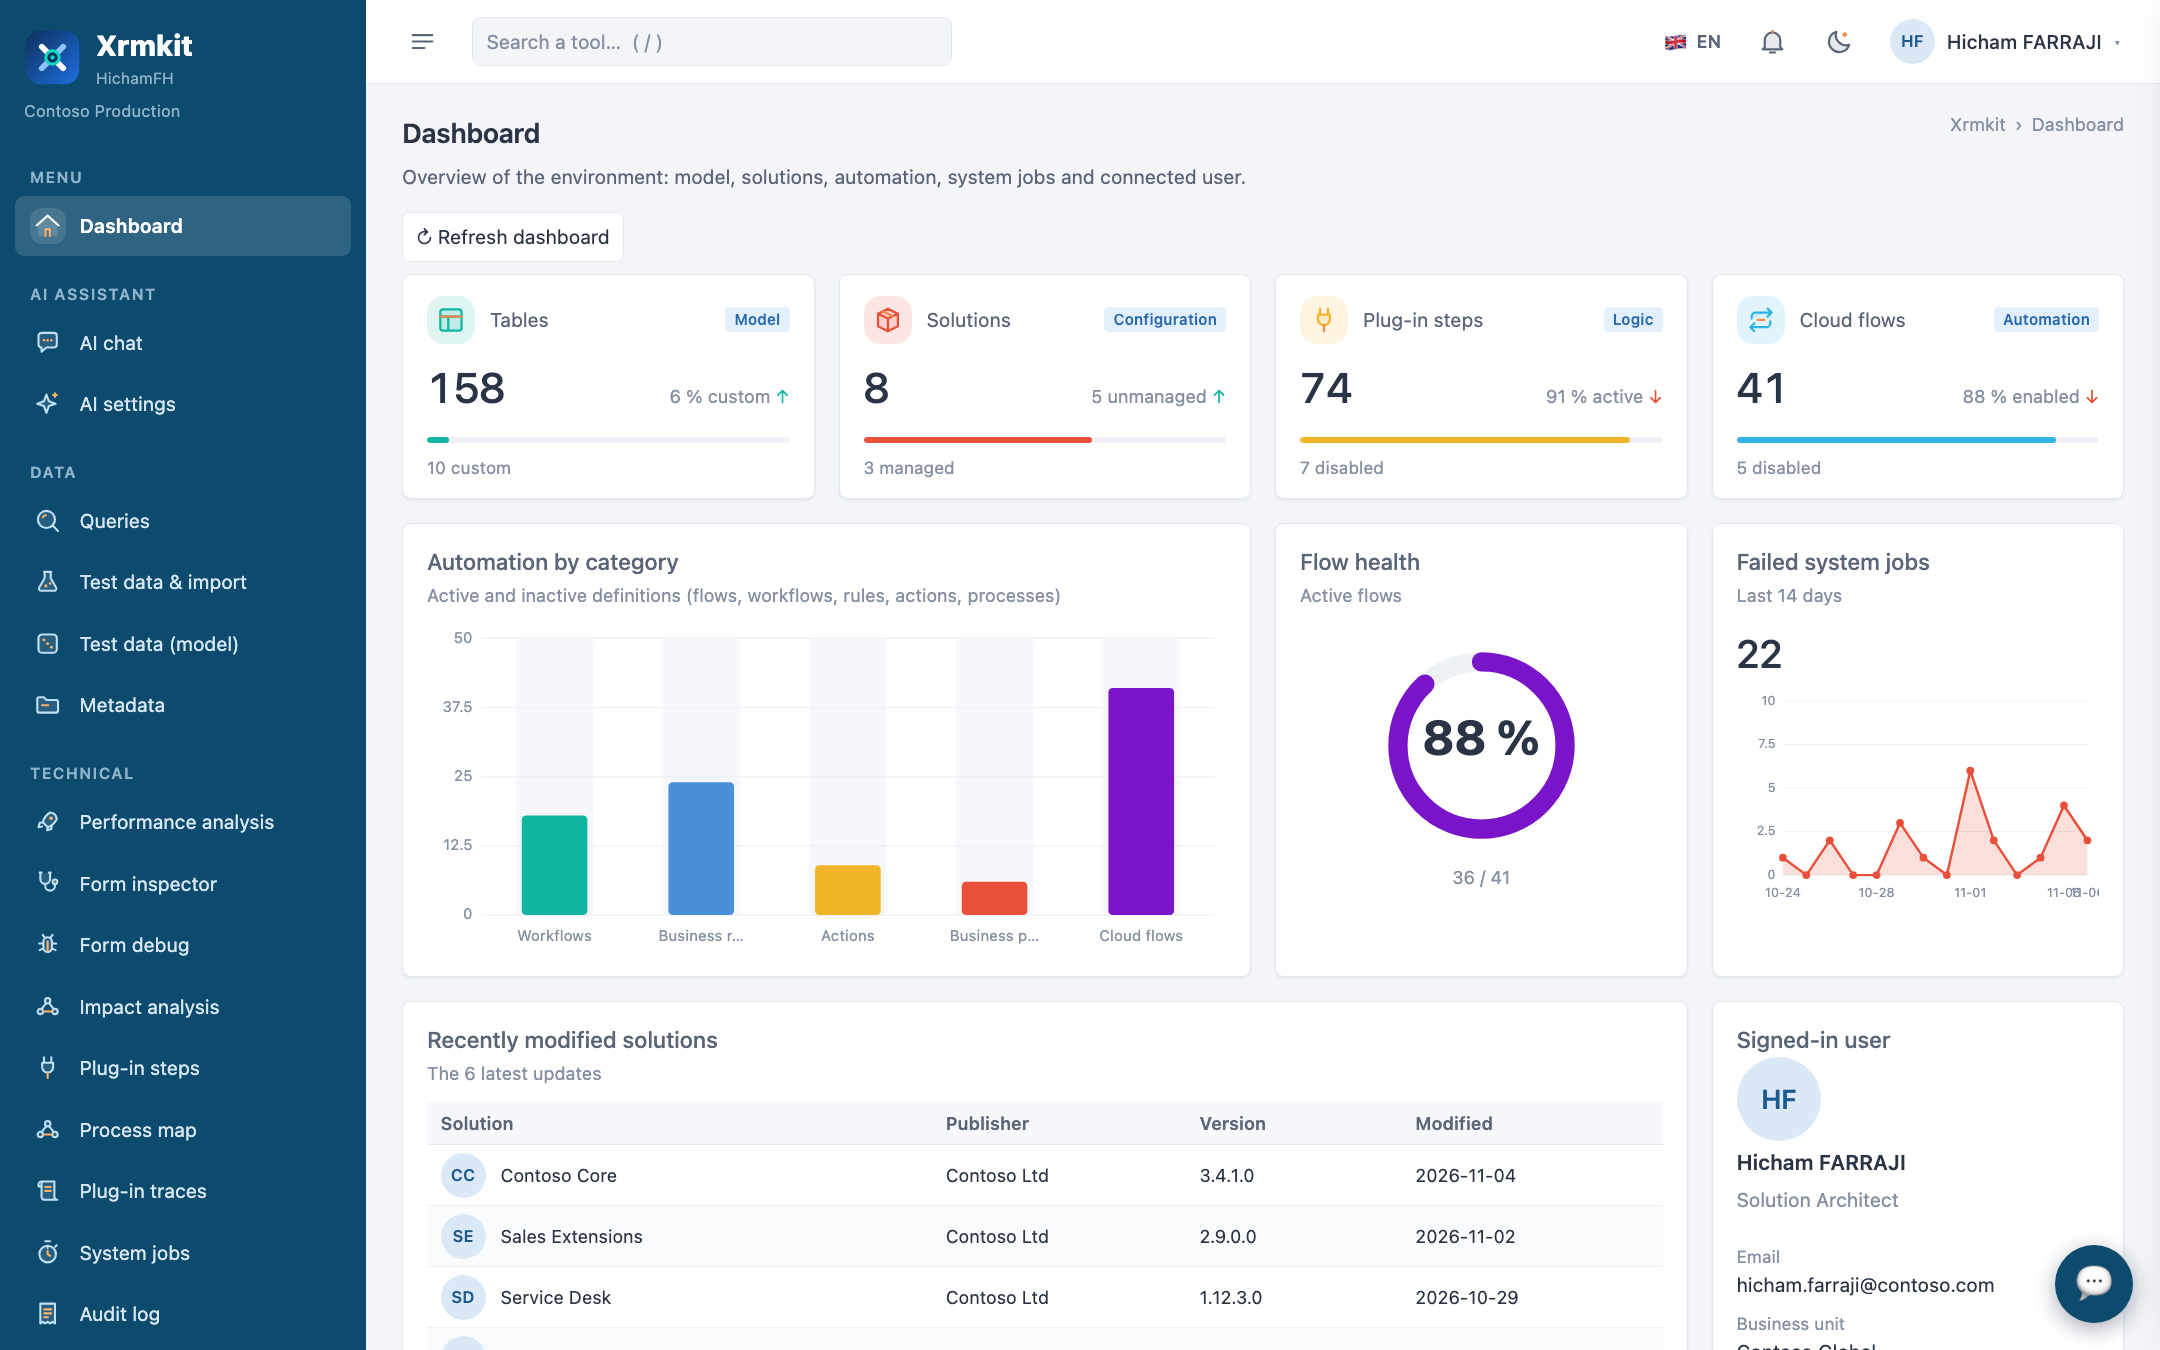 Xrmkit
HichamFH
Contoso Production
MENU
Dashboard
AI ASSISTANT
AI chat
AI settings
DATA
Queries
Test data & import
Test data (model)
Metadata
TECHNICAL
Performance analysis
Form inspector
Form debug
Impact analysis
Plug-in steps
Process map
Plug-in traces
System jobs
Audit log
Search a tool... ( / )
EN
HF
Hicham FARRAJI
Dashboard
Xrmkit › Dashboard
Overview of the environment: model, solutions, automation, system jobs and connected user.
Refresh dashboard
Tables
Model
158
6 % custom
10 custom
Solutions
Configuration
8
5 unmanaged
3 managed
Plug-in steps
Logic
74
91 % active
7 disabled
Cloud flows
Automation
41
88 % enabled
5 disabled
Automation by category
Active and inactive definitions (flows, workflows, rules, actions, processes)
50
37.5
25
12.5
0
Workflows
Business r...
Actions
Business p...
Cloud flows
Flow health
Active flows
88 %
36 / 41
Failed system jobs
Last 14 days
22
10
7.5
5
2.5
0
10-24
10-28
11-01
Recently modified solutions
The 6 latest updates
Solution Publisher Version Modified
CC Contoso Core Contoso Ltd 3.4.1.0 2026-11-04
SE Sales Extensions Contoso Ltd 2.9.0.0 2026-11-02
SD Service Desk Contoso Ltd 1.12.3.0 2026-10-29
Signed-in user
HF
Hicham FARRAJI
Solution Architect
Email
hicham.farraji@contoso.com
Business unit
Contoso Global